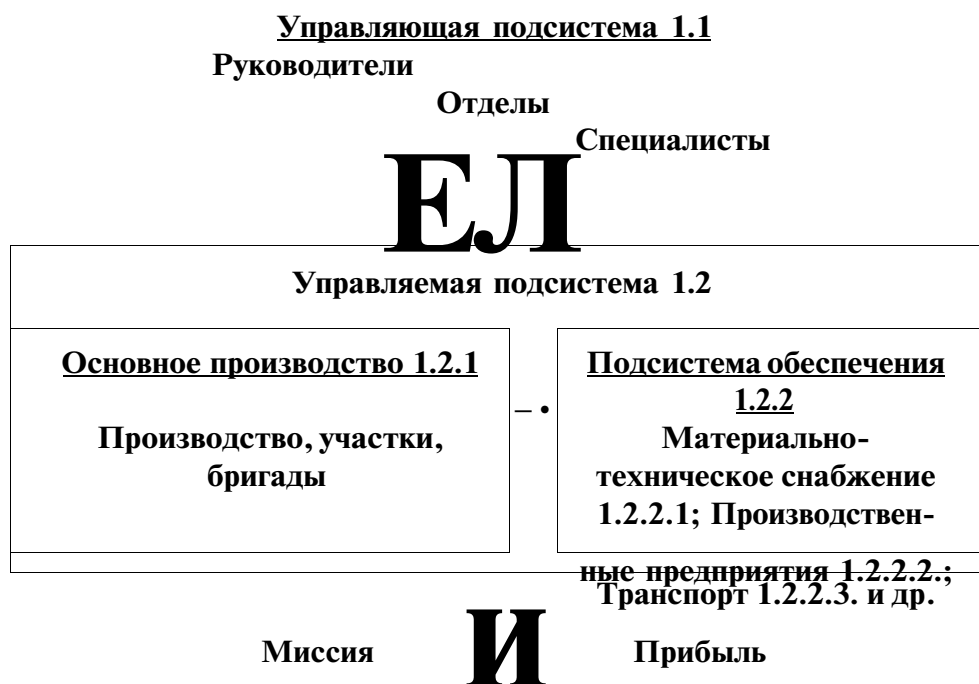 Управляющая подсистема 1.1
Руководители
Отделы
Специалисты
ЕЛ
Управляемая подсистема 1.2
Основное производство 1.2.1
Производство, участки,
бригады
– •
Подсистема обеспечения
1.2.2
Материально-
техническое снабжение
1.2.2.1; Производствен-
ные предприятия 1.2.2.2.;
Транспорт 1.2.2.3. и др.
Миссия И Прибыль